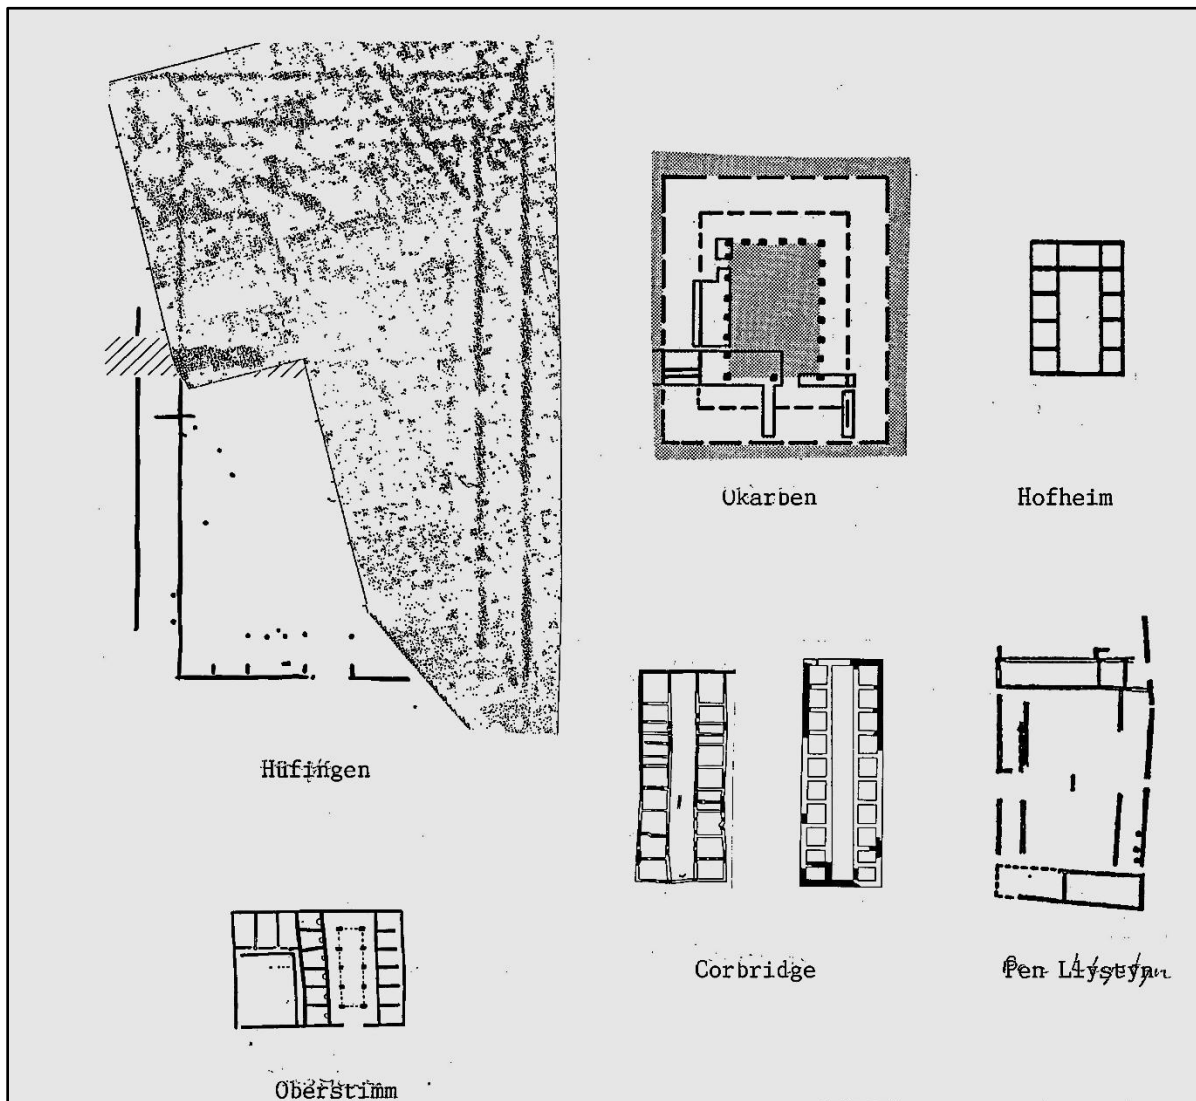 Okarben
Hofheim
Hüfingen
Corbridge
Pen Llystyn
Oberstimm